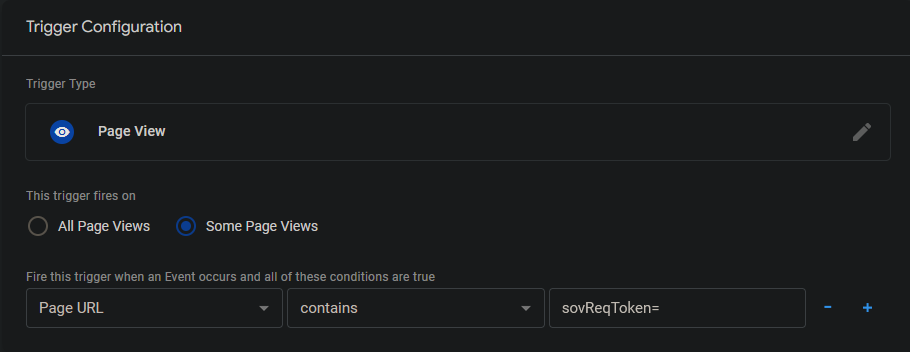 Trigger Configuration
Trigger Type
Page View
This trigger fires on
All Page Views Some Page Views
Fire this trigger when an Event occurs and all of these conditions are true
Page URL contains sovReqToken= - +